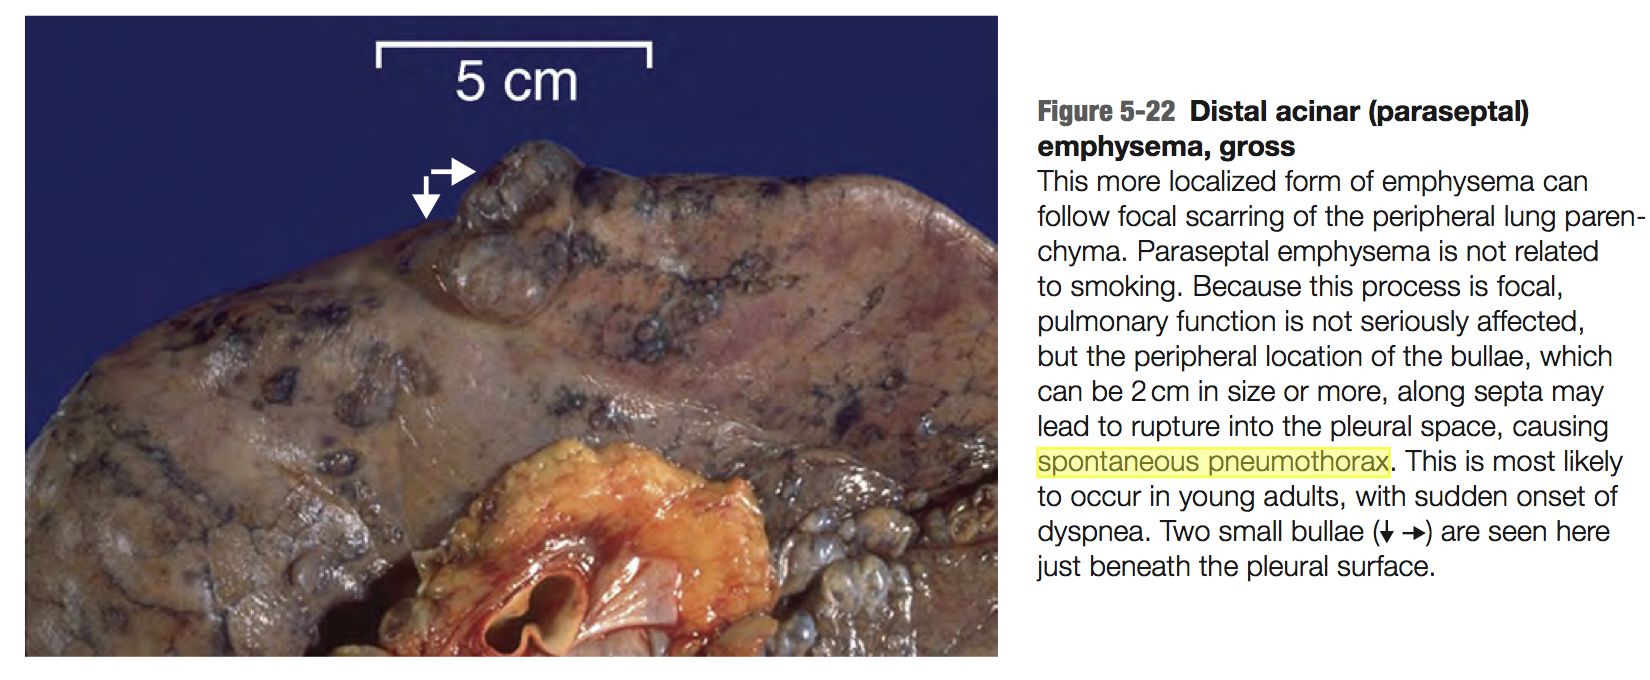 5 cm
Figure 5-22 Distal acinar (paraseptal)
emphysema, gross
This more localized form of emphysema can
follow focal scarring of the peripheral lung paren-
chyma. Paraseptal emphysema is not related
to smoking. Because this process is focal,
pulmonary function is not seriously affected,
but the peripheral location of the bullae, which
can be 2 cm in size or more, along septa may
lead to rupture into the pleural space, causing
spontaneous pneumothorax. This is most likely
to occur in young adults, with sudden onset of
dyspnea. Two small bullae (↓ →) are seen here
just beneath the pleural surface.